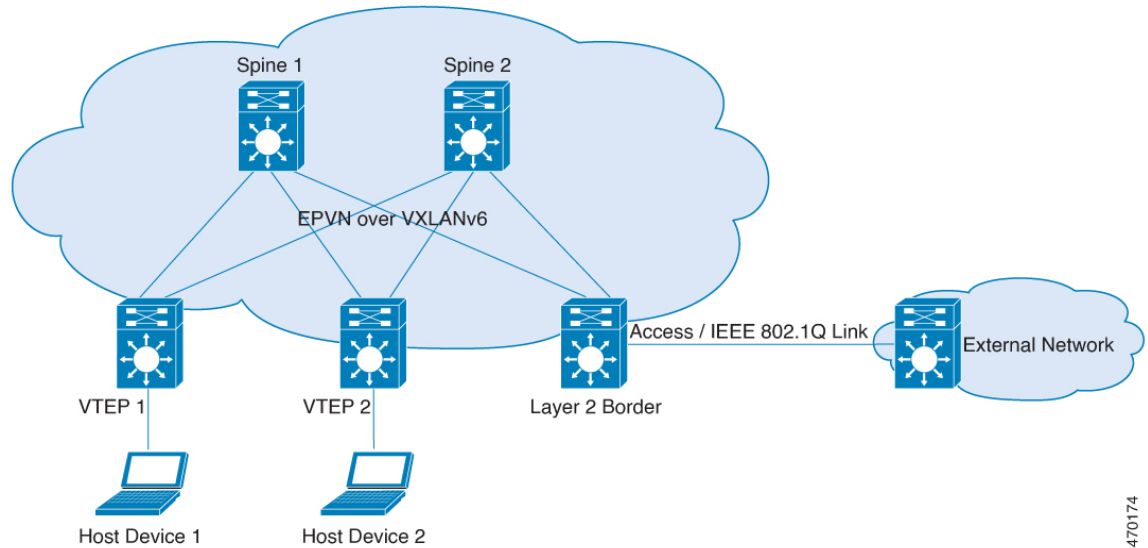 Spine 1
Spine 2
EPVN over VXLANv6
Access / IEEE 802.1Q Link
External Network
VTEP 1
VTEP 2
Layer 2 Border
Host Device 1
Host Device 2
470174